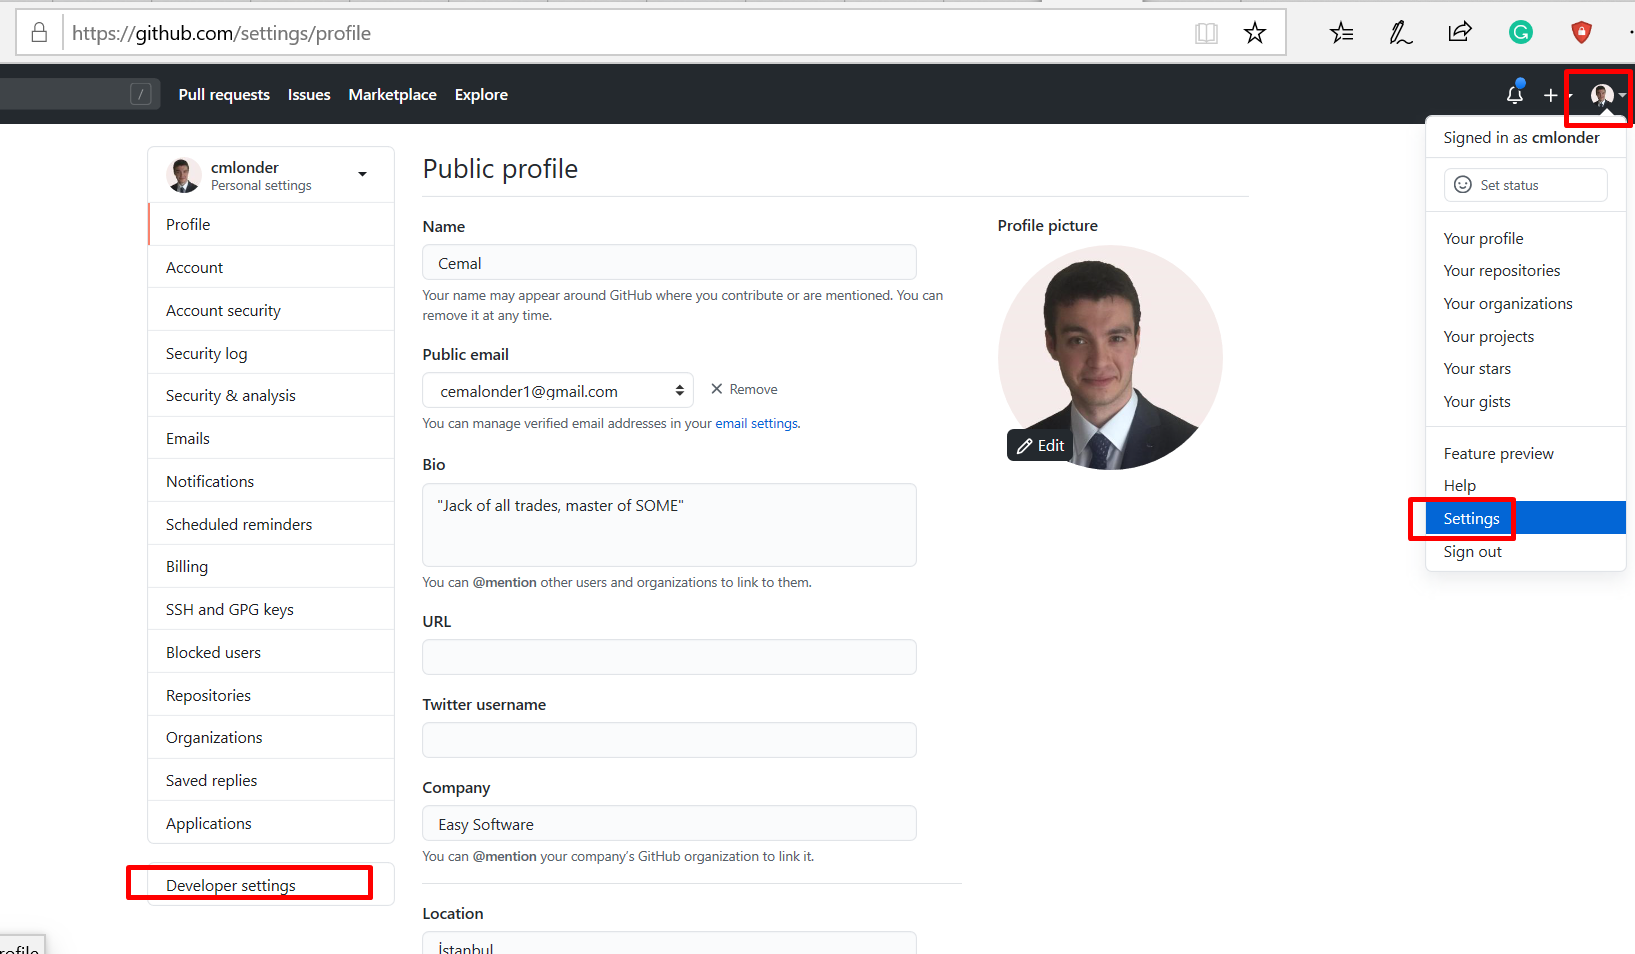 https://github.com/settings/profile
/
Pull requests
Issues
Marketplace
Explore
Signed in as cmlonder
Set status
Your profile
Your repositories
Your organizations
Your projects
Your stars
Your gists
Feature preview
Help
Settings
Sign out
cmlonder
Personal settings
Profile
Account
Account security
Security log
Security & analysis
Emails
Notifications
Scheduled reminders
Billing
SSH and GPG keys
Blocked users
Repositories
Organizations
Saved replies
Applications
Developer settings
Public profile
Name
Cemal
Your name may appear around GitHub where you contribute or are mentioned. You can
remove it at any time.
Public email
cemalonder1@gmail.com
Remove
You can manage verified email addresses in your email settings.
Bio
"Jack of all trades, master of SOME"
You can @mention other users and organizations to link to them.
URL
Twitter username
Company
Easy Software
You can @mention your company's GitHub organization to link it.
Location
İstanbul
Profile picture
Edit
rofile